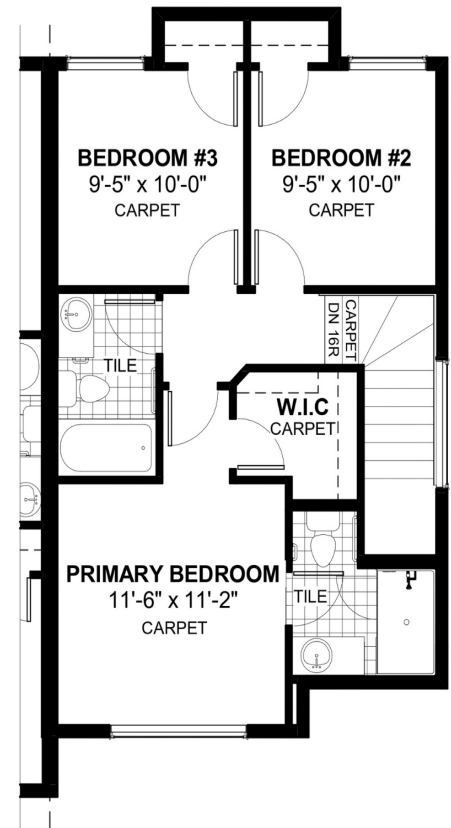 BEDROOM #3
9'-5" x 10'-0"
CARPET
BEDROOM #2
9'-5" x 10'-0"
CARPET
CARPET
DN 16R
TILE
W.I.C
CARPET
PRIMARY BEDROOM
11'-6" x 11'-2"
CARPET
TILE